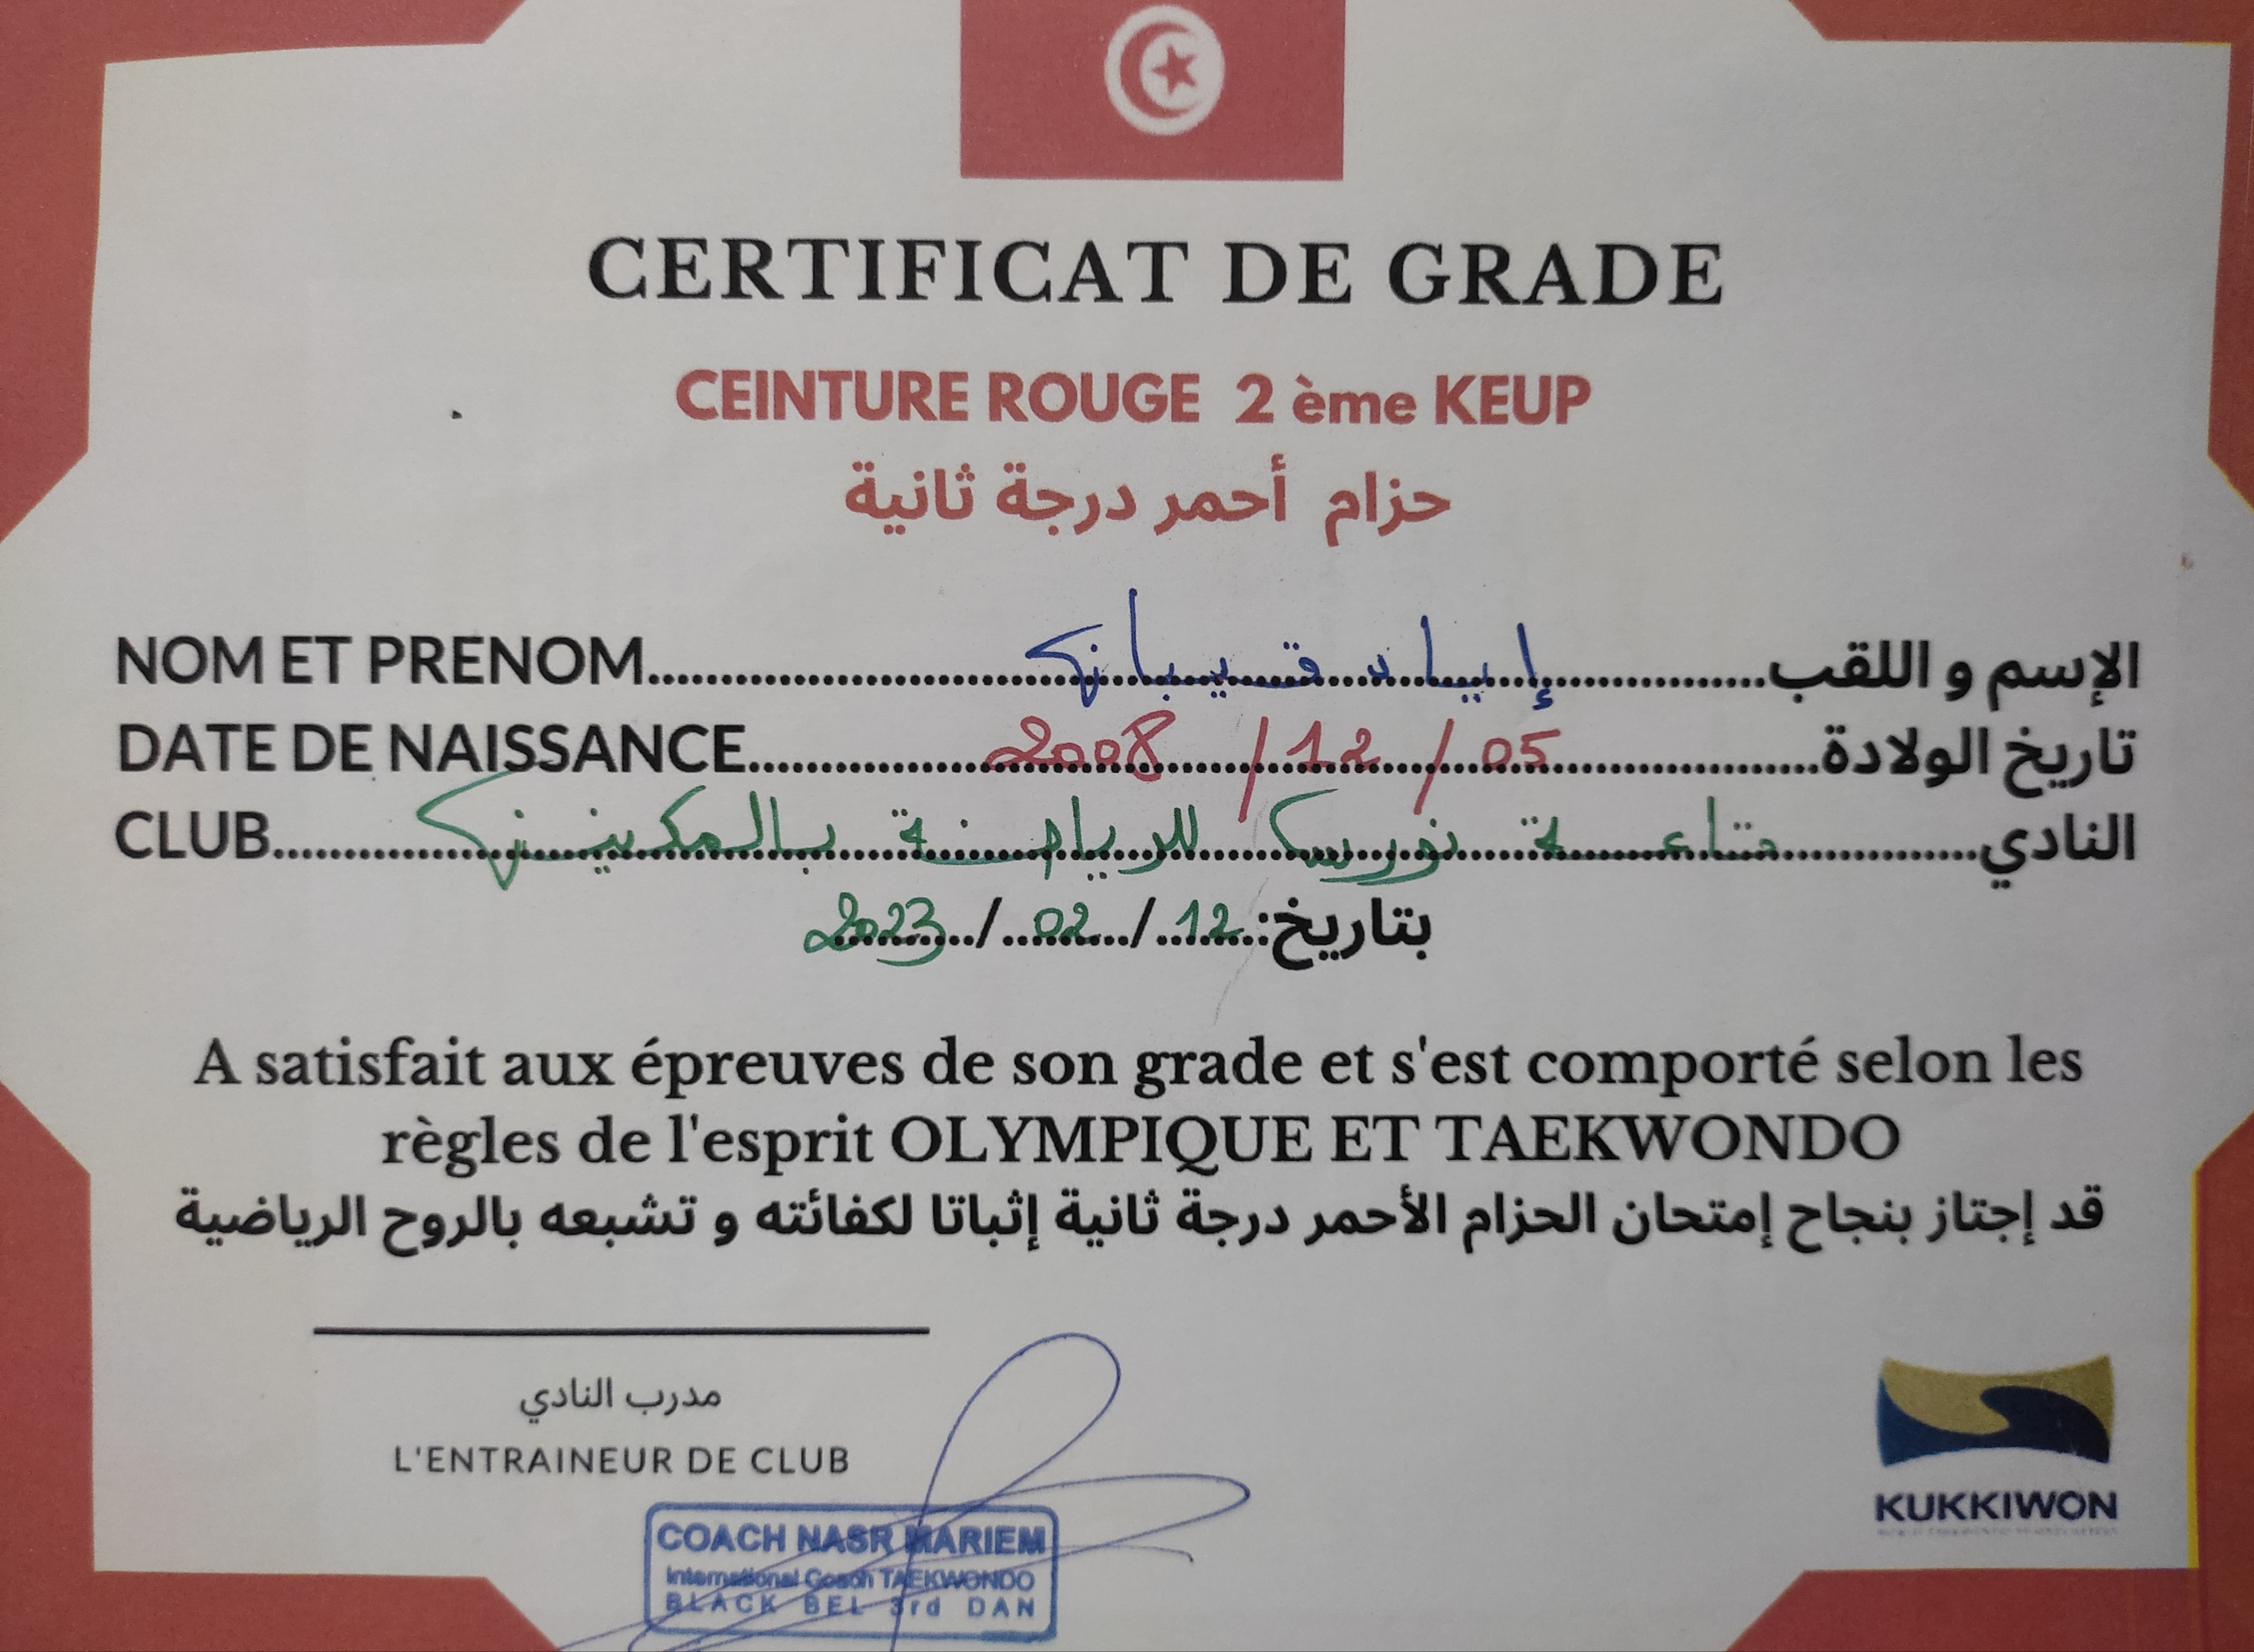 CERTIFICAT DE GRADE
CEINTURE ROUGE 2 ème KEUP
حزام أحمر درجة ثانية
NOM ET PRENOM..........إياد قيباني..........الإسم و اللقب
DATE DE NAISSANCE..........05/12/2008..........تاريخ الولادة
CLUB..........قاعة نورس للرياضة بالمكنين..........النادي
بتاريخ: 12/02/2023
A satisfait aux épreuves de son grade et s'est comporté selon les
règles de l'esprit OLYMPIQUE ET TAEKWONDO
قد إجتاز بنجاح إمتحان الحزام الأحمر درجة ثانية إثباتا لكفائته و تشبعه بالروح الرياضية
مدرب النادي
L'ENTRAINEUR DE CLUB
COACH NASR MARIEM
International Coach TAEKWONDO
BLACK BEL 3rd DAN
KUKKIWON